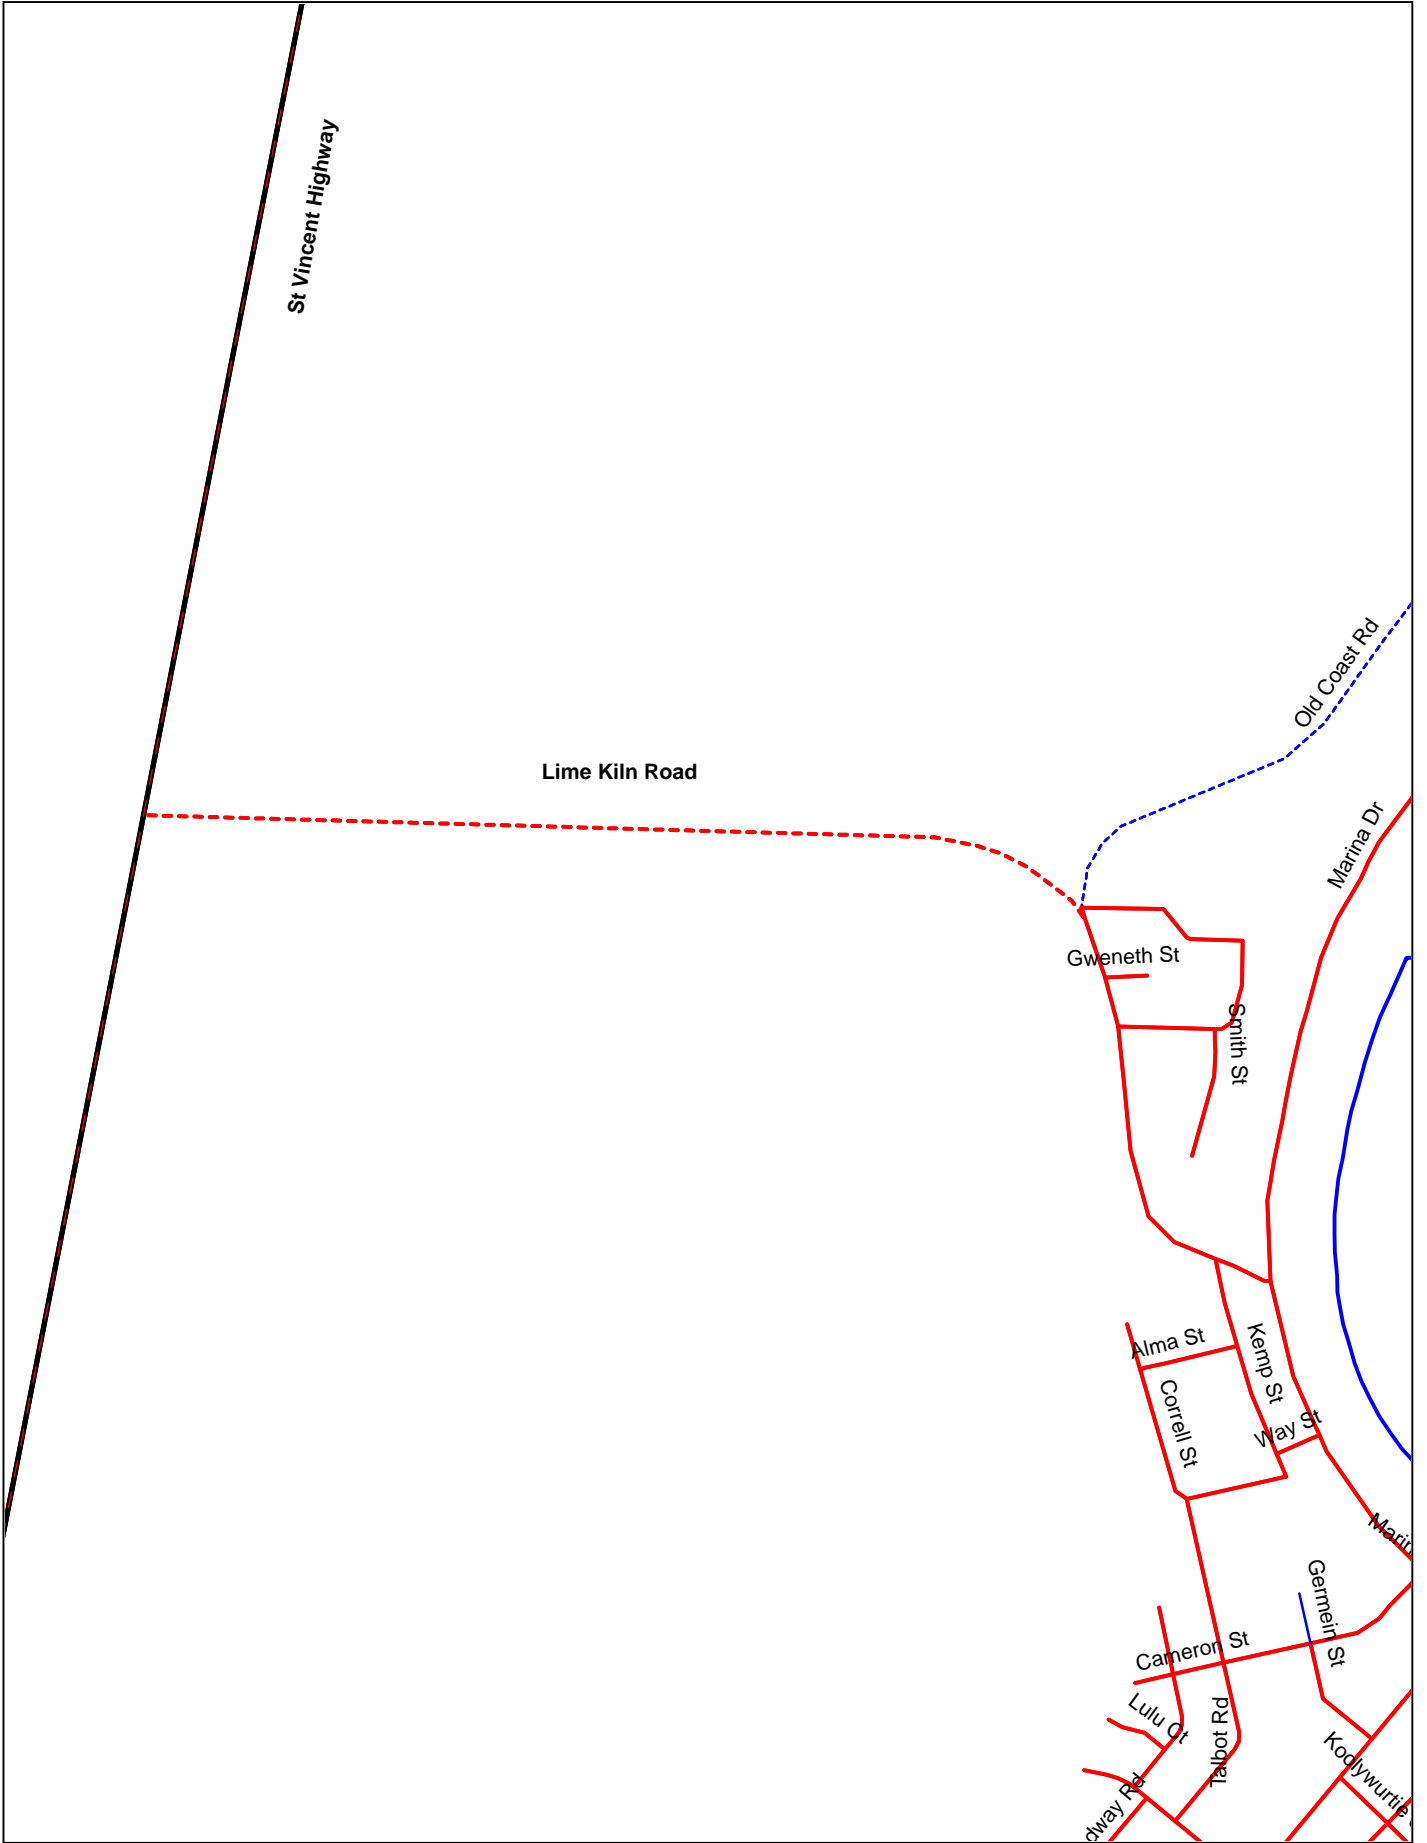 St Vincent Highway
Old Coast Rd
Lime Kiln Road
Marina Dr
Gweneth St
Smith St
Alma St
Kemp St
Correll St
Way St
Germein St
Cameron St
Lulu Ct
Talbot Rd
Koolywurtie